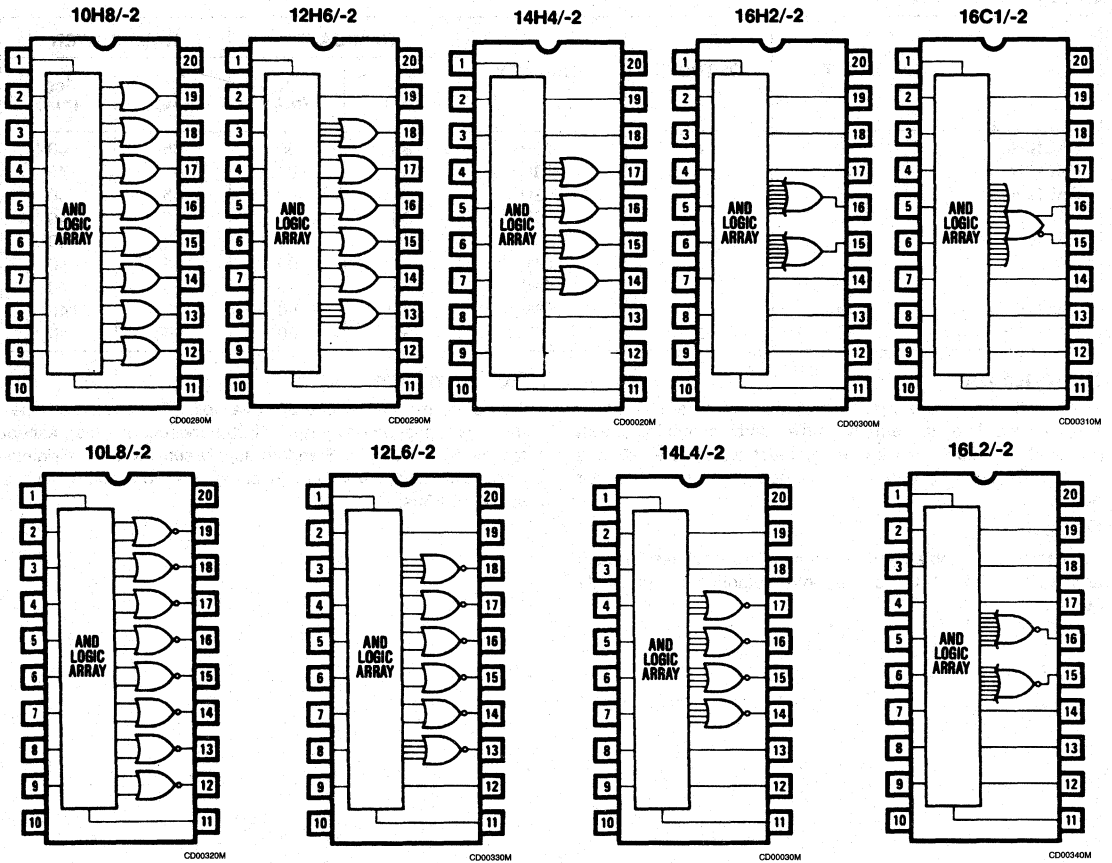 10H8/-2 12H6/-2 14H4/-2 16H2/-2 16C1/-2
1 20 1 20 1 20 1 20 1 20
2 19 2 19 2 19 2 19 2 19
3 18 3 18 3 18 3 18 3 18
4 17 4 17 4 17 4 17 4 17
5 AND 16 5 AND 16 5 AND 16 5 AND 16 5 AND 16
LOGIC LOGIC LOGIC LOGIC LOGIC
6 ARRAY 15 6 ARRAY 15 6 ARRAY 15 6 ARRAY 15 6 ARRAY 15
7 14 7 14 7 14 7 14 7 14
8 13 8 13 8 13 8 13 8 13
9 12 9 12 9 12 9 12 9 12
10 11 10 11 10 11 10 11 10 11
CD00280M CD00290M CD00020M CD00300M CD00310M
10L8/-2 12L6/-2 14L4/-2 16L2/-2
1 20 1 20 1 20 1 20
2 19 2 19 2 19 2 19
3 18 3 18 3 18 3 18
4 17 4 17 4 17 4 17
5 AND 16 5 AND 16 5 AND 16 5 AND 16
LOGIC LOGIC LOGIC LOGIC
6 ARRAY 15 6 ARRAY 15 6 ARRAY 15 6 ARRAY 15
7 14 7 14 7 14 7 14
8 13 8 13 8 13 8 13
9 12 9 12 9 12 9 12
10 11 10 11 10 11 10 11
CD00320M CD00330M CD00030M CD00340M